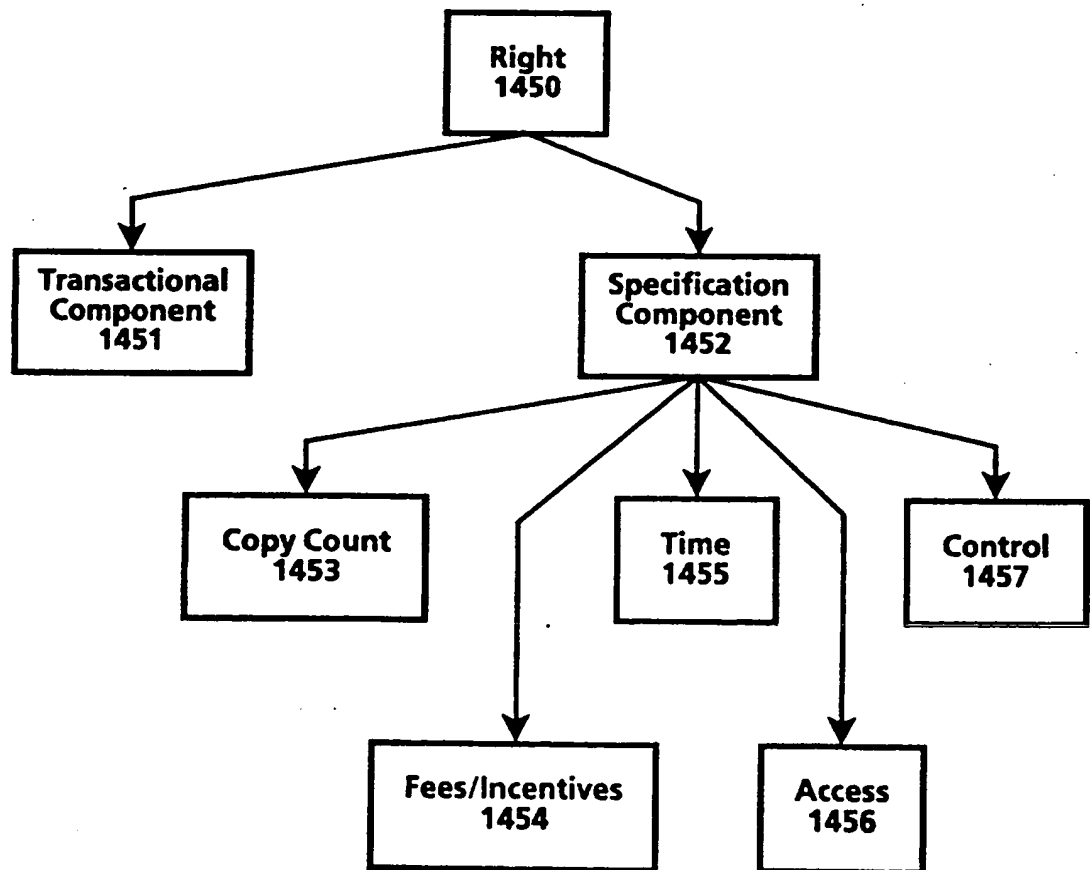 Right
1450
Transactional
Component
1451
Specification
Component
1452
Copy Count
1453
Time
1455
Control
1457
Fees/Incentives
1454
Access
1456